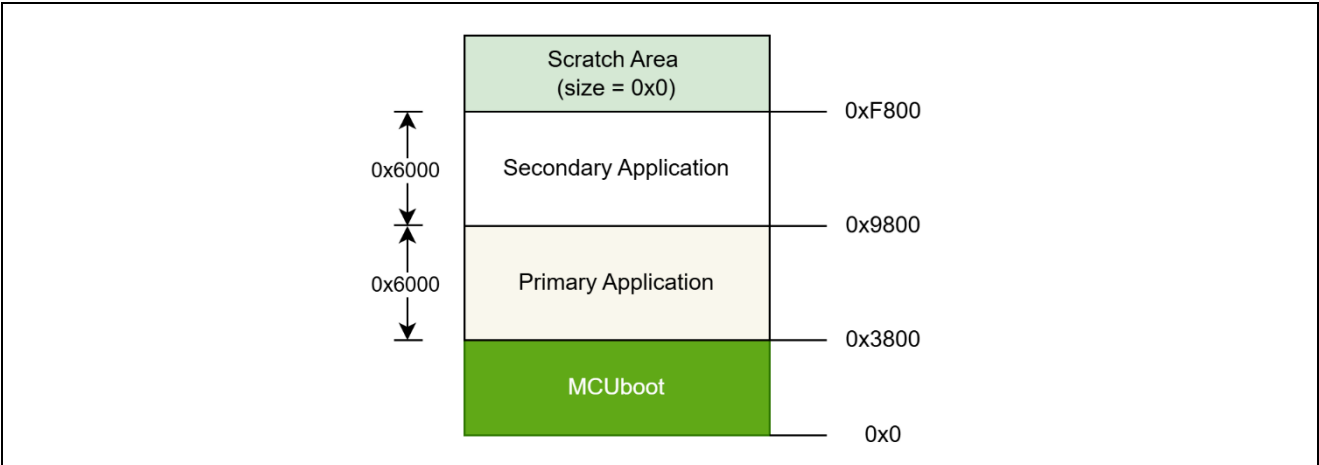 Scratch Area
(size = 0x0)
0xF800
0x6000
Secondary Application
0x9800
0x6000
Primary Application
0x3800
MCUboot
0x0